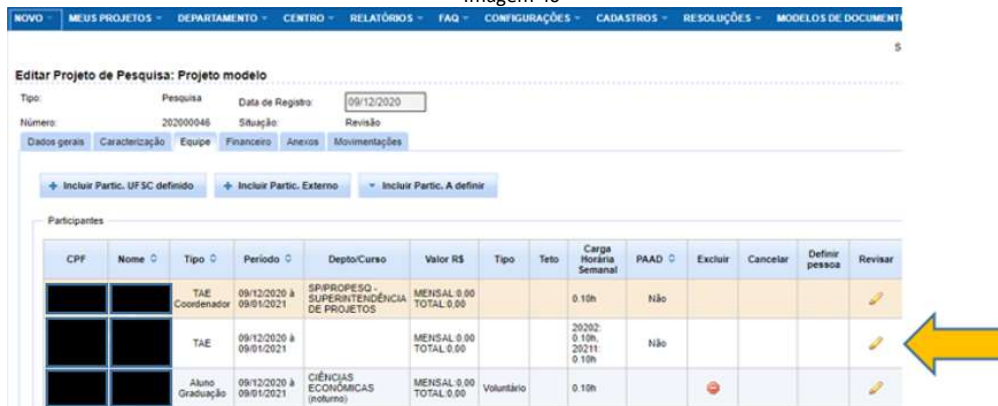 Imagem 46
NOVO MEUS PROJETOS DEPARTAMENTO CENTRO RELATÓRIOS FAQ CONFIGURAÇÕES CADASTROS RESOLUÇÕES MODELOS DE DOCUMENT
S
Editar Projeto de Pesquisa: Projeto modelo
Tipo: Pesquisa Data de Registro: 09/12/2020
Número: 202000046 Situação: Revisão
Dados gerais Caracterização Equipe Financeiro Anexos Movimentações
Incluir Partic. UFSC definido Incluir Partic. Externo Incluir Partic. A definir
Participantes
CPF Nome Tipo Período Depto/Curso Valor R$ Tipo Teto Carga Horária Semanal PAAD Excluir Cancelar Definir pessoa Revisar
TAE Coordenador 09/12/2020 à 09/01/2021 SP/PROPESQ - SUPERINTENDÊNCIA DE PROJETOS MENSAL:0,00 TOTAL:0,00 0.10h Não
TAE 09/12/2020 à 09/01/2021 MENSAL:0,00 TOTAL:0,00 20202: 0.10h, 20211: 0.10h Não
Aluno Graduação 09/12/2020 à 09/01/2021 CIÊNCIAS ECONÔMICAS (noturno) MENSAL:0,00 TOTAL:0,00 Voluntário 0.10h